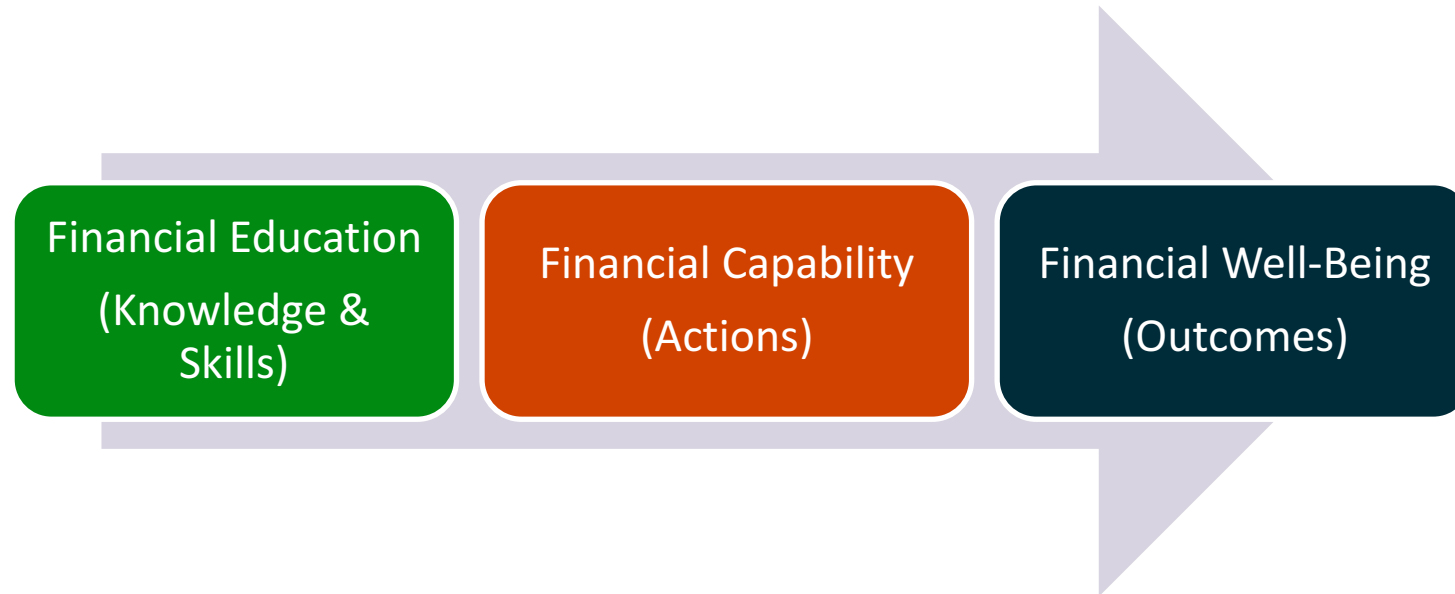 Financial Education
(Knowledge &
Skills)
Financial Capability
(Actions)
Financial Well-Being
(Outcomes)